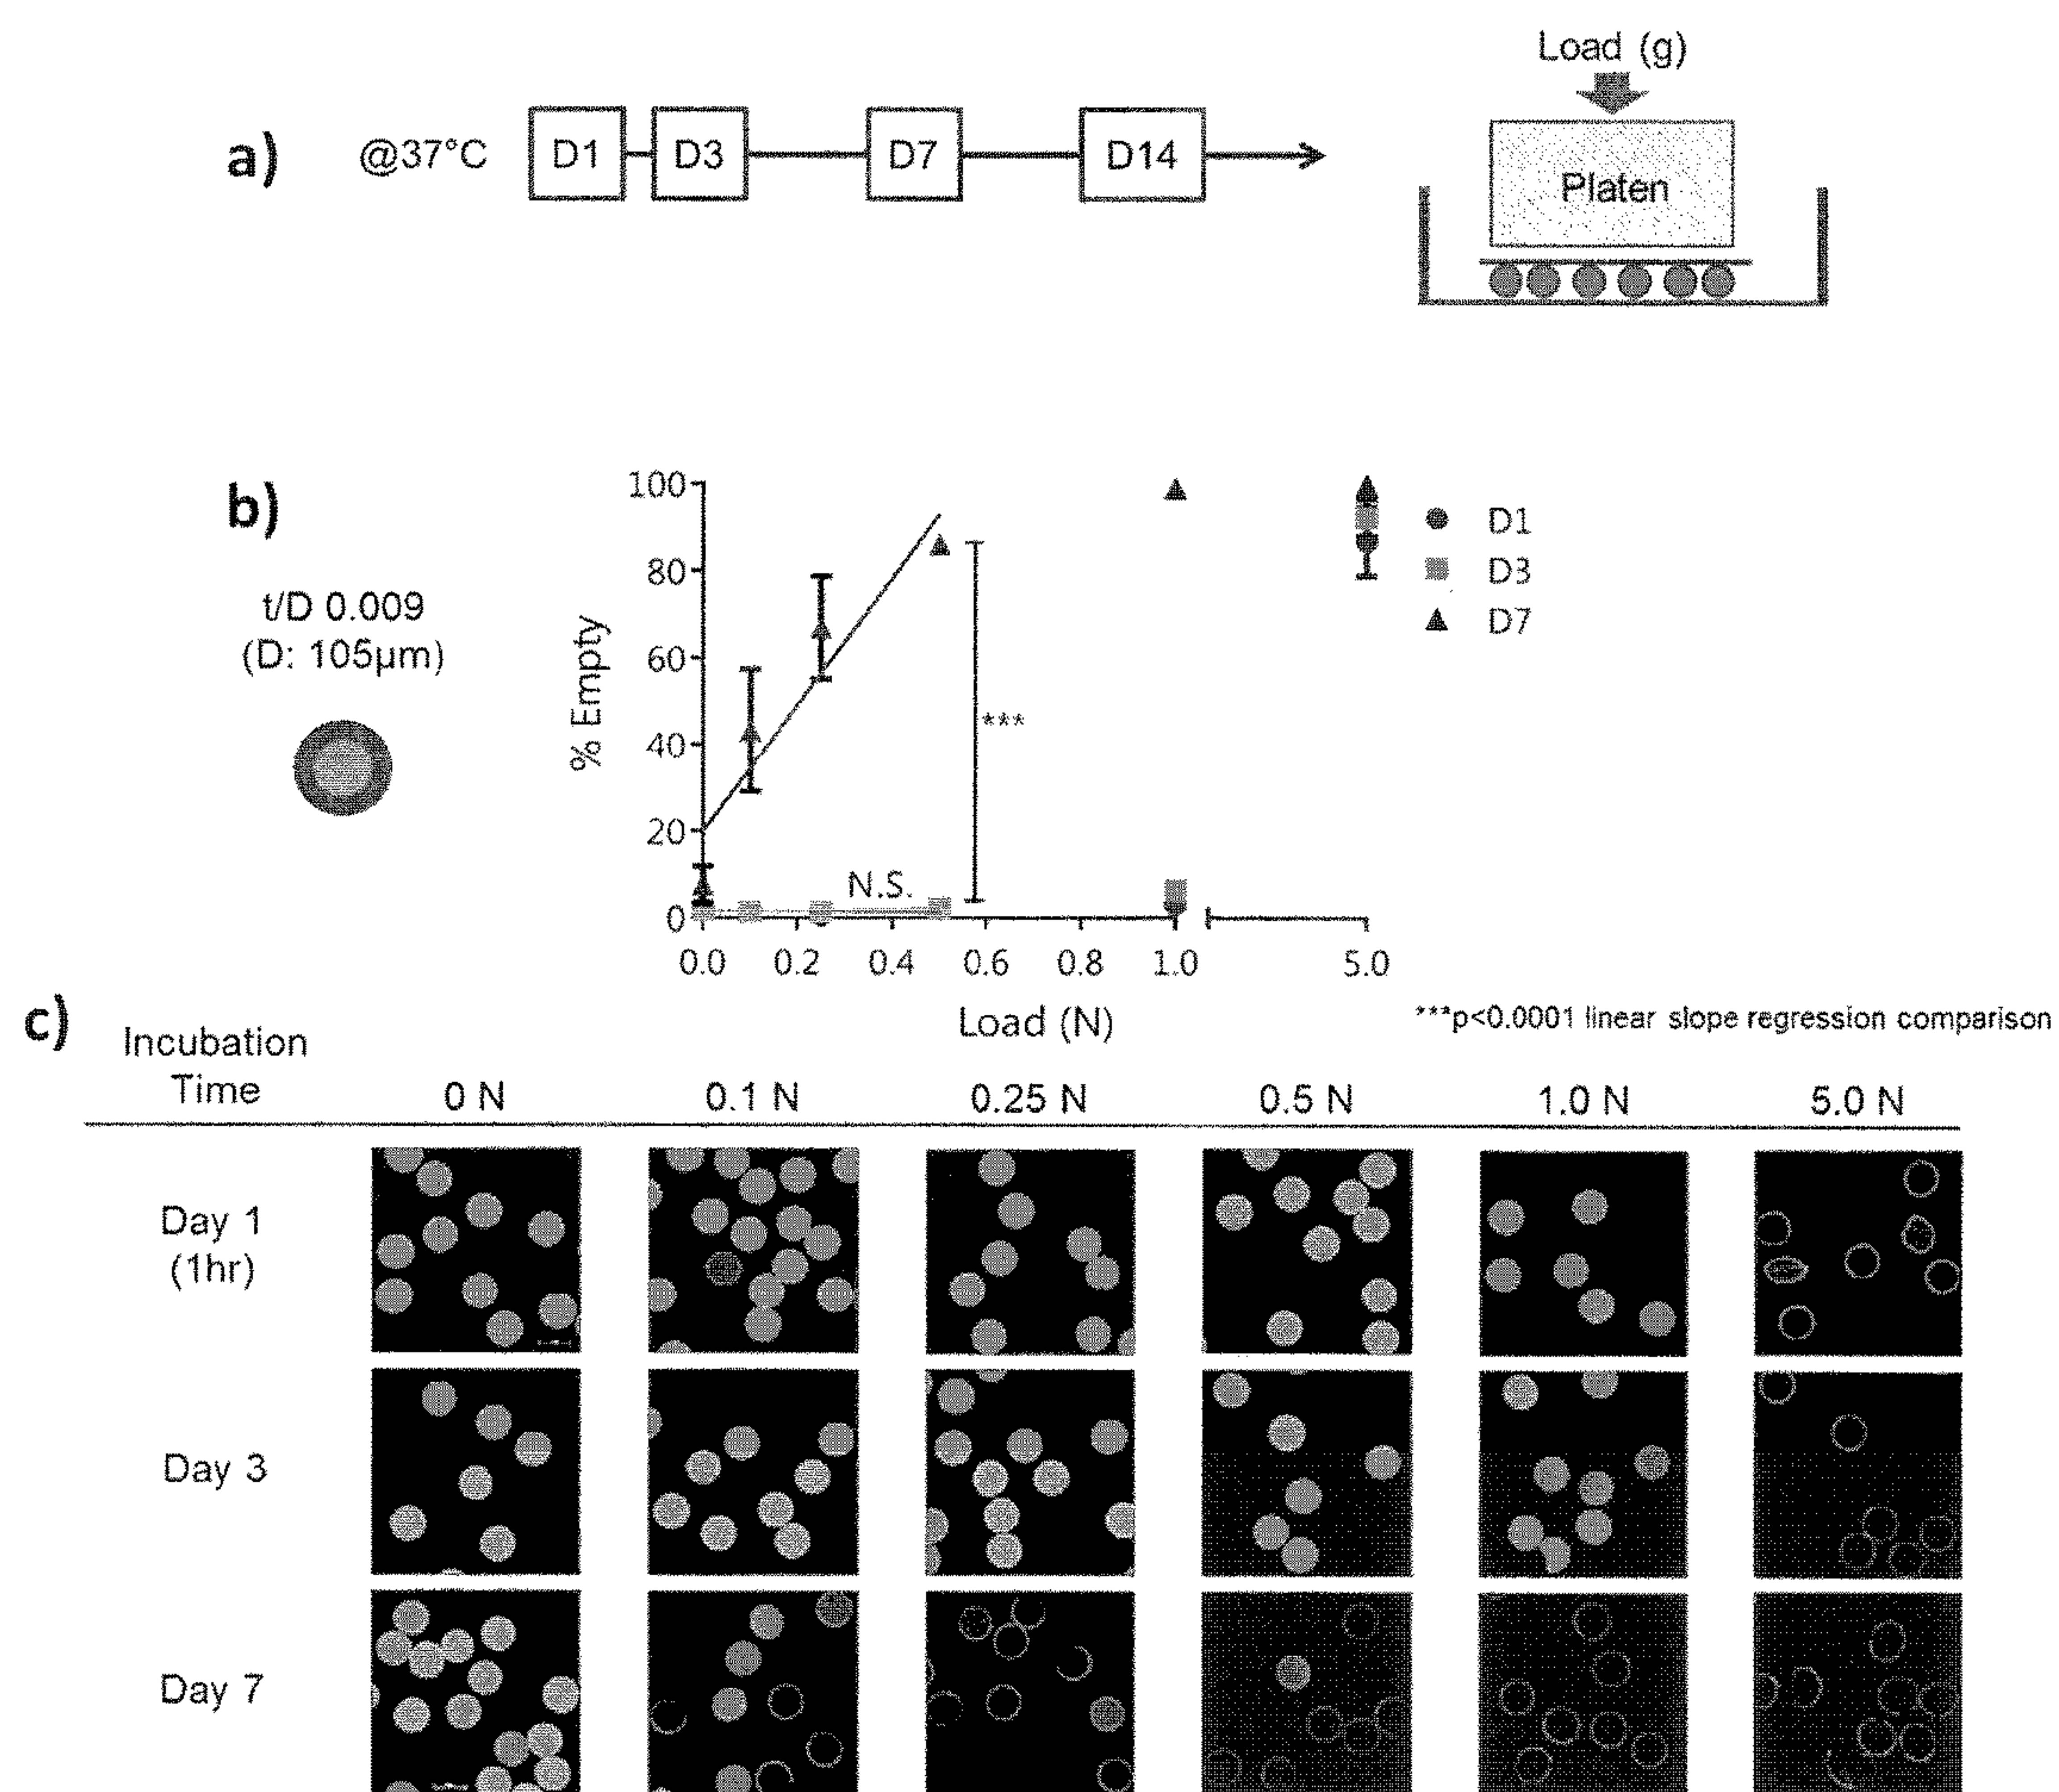 Load (g)
a) @37°C D1 D3 D7 D14
Platen
b)
t/D 0.009
(D: 105µm)
% Empty
100
80
60
40
20
0
***
N.S.
0.0 0.2 0.4 0.6 0.8 1.0 5.0
Load (N)
D1
D3
D7
***p<0.0001 linear slope regression comparison
c)
Incubation
Time 0 N 0.1 N 0.25 N 0.5 N 1.0 N 5.0 N
Day 1
(1hr)
Day 3
Day 7